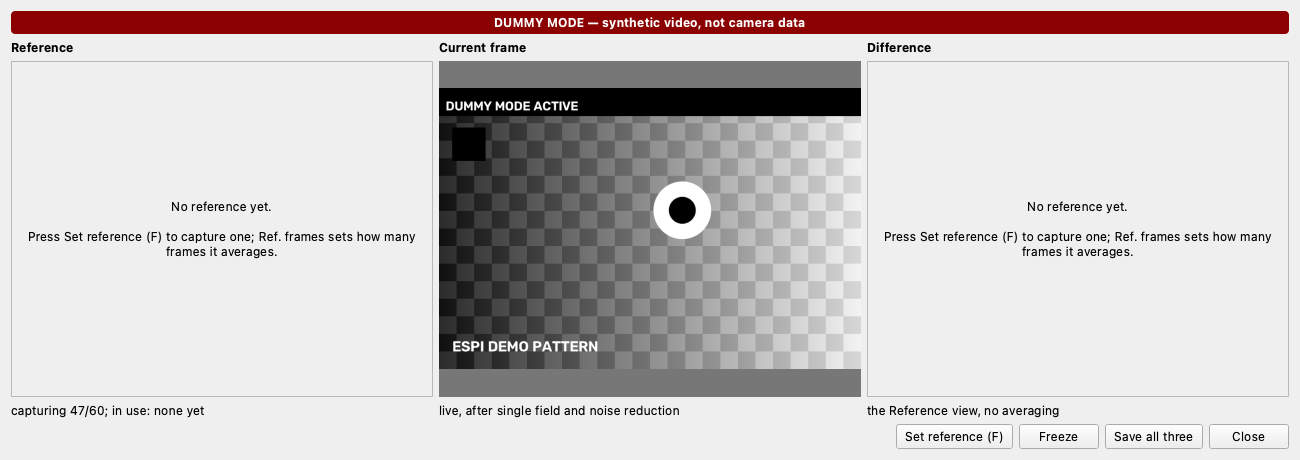 DUMMY MODE — synthetic video, not camera data
Reference
Current frame
Difference
No reference yet.
Press Set reference (F) to capture one; Ref. frames sets how many
frames it averages.
DUMMY MODE ACTIVE
ESPI DEMO PATTERN
No reference yet.
Press Set reference (F) to capture one; Ref. frames sets how many
frames it averages.
capturing 47/60; in use: none yet
live, after single field and noise reduction
the Reference view, no averaging
Set reference (F)
Freeze
Save all three
Close